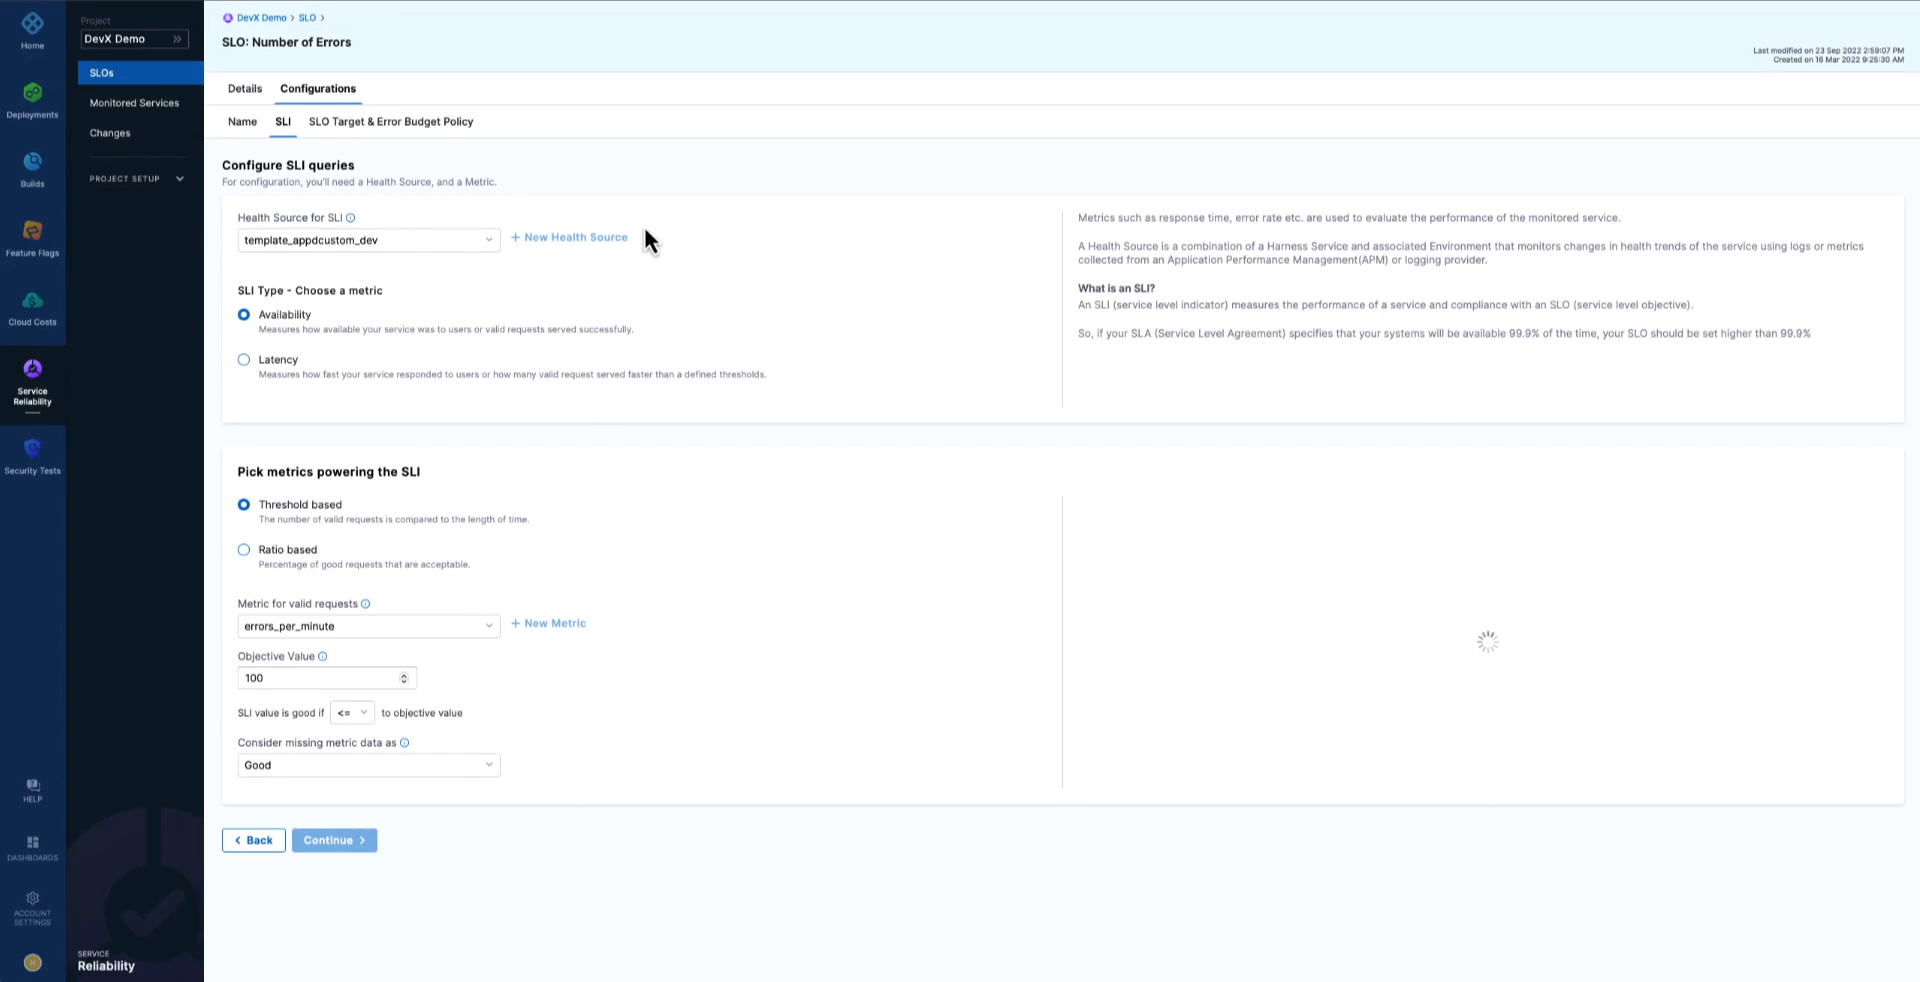 Home
Deployments
Builds
Feature Flags
Cloud Costs
Service
Reliability
Security Tests
HELP
DASHBOARDS
ACCOUNT
SETTINGS
H
Project
DevX Demo
SLOs
Monitored Services
Changes
PROJECT SETUP
SERVICE
Reliability
DevX Demo > SLO >
SLO: Number of Errors
Last modified on 23 Sep 2022 2:59:07 PM
Created on 16 Mar 2022 9:25:30 AM
Details Configurations
Name SLI SLO Target & Error Budget Policy
Configure SLI queries
For configuration, you'll need a Health Source, and a Metric.
Health Source for SLI
template_appdcustom_dev
+ New Health Source
SLI Type - Choose a metric
Availability
Measures how available your service was to users or valid requests served successfully.
Latency
Measures how fast your service responded to users or how many valid request served faster than a defined thresholds.
Metrics such as response time, error rate etc. are used to evaluate the performance of the monitored service.
A Health Source is a combination of a Harness Service and associated Environment that monitors changes in health trends of the service using logs or metrics
collected from an Application Performance Management(APM) or logging provider.
What is an SLI?
An SLI (service level indicator) measures the performance of a service and compliance with an SLO (service level objective).
So, if your SLA (Service Level Agreement) specifies that your systems will be available 99.9% of the time, your SLO should be set higher than 99.9%
Pick metrics powering the SLI
Threshold based
The number of valid requests is compared to the length of time.
Ratio based
Percentage of good requests that are acceptable.
Metric for valid requests
errors_per_minute
+ New Metric
Objective Value
100
SLI value is good if <= to objective value
Consider missing metric data as
Good
< Back
Continue >